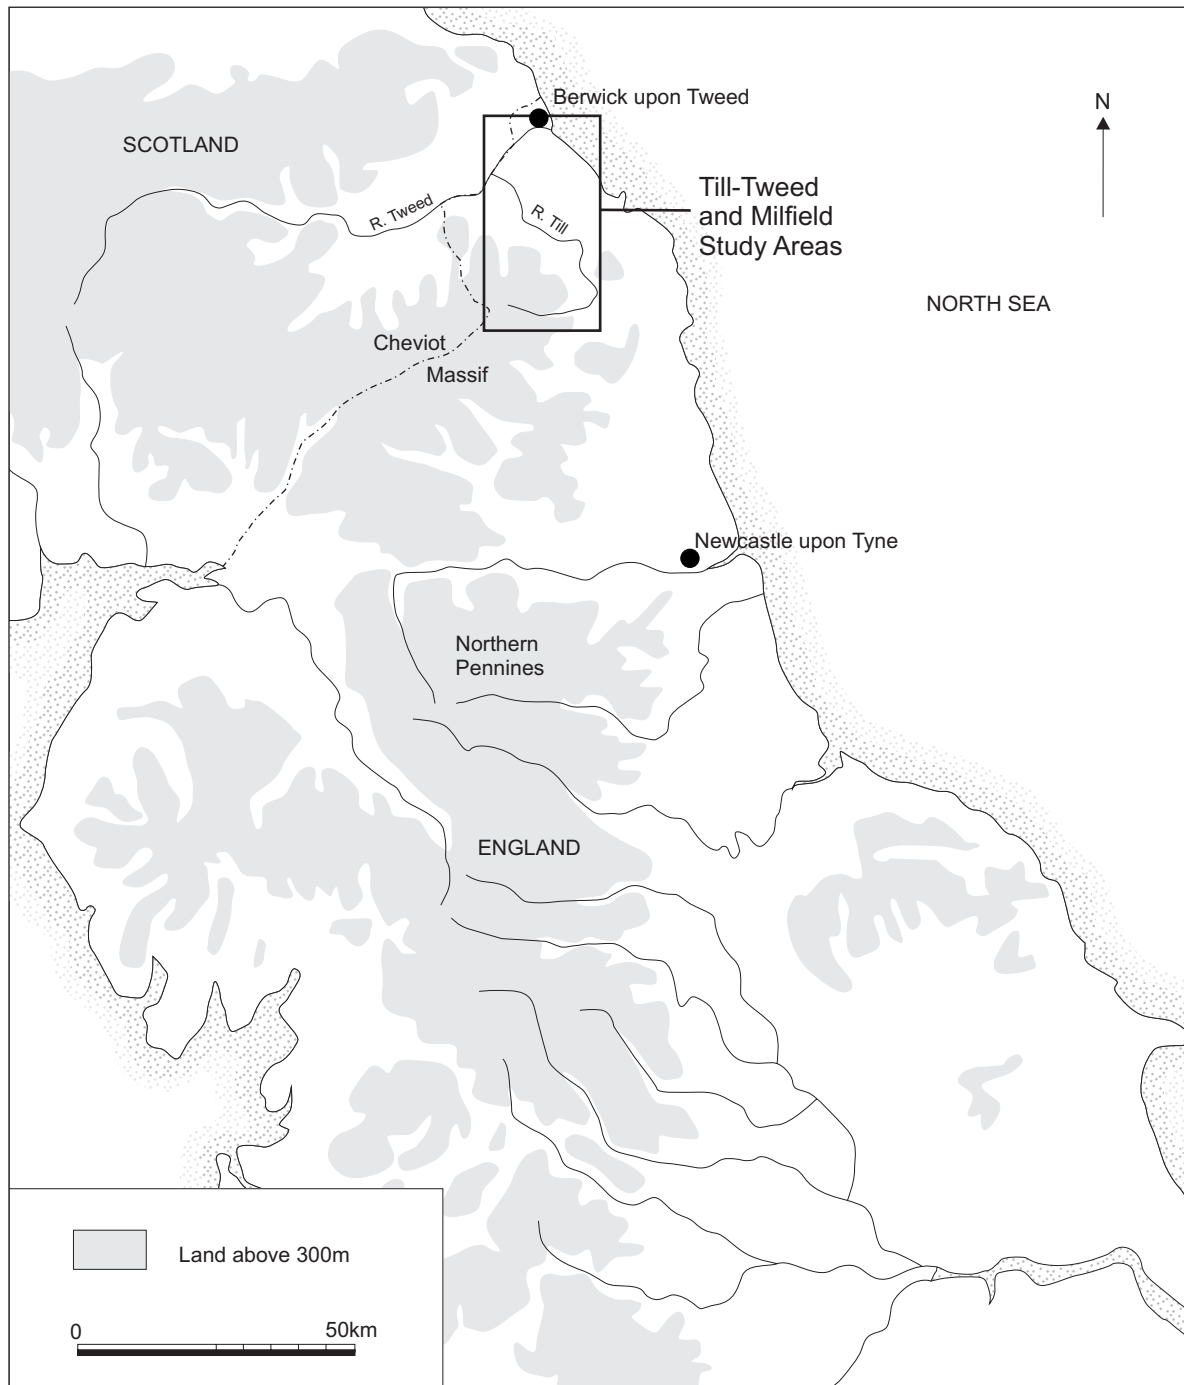 Berwick upon Tweed
N
SCOTLAND
Till-Tweed
and Milfield
Study Areas
R. Tweed
R. Till
NORTH SEA
Cheviot
Massif
Newcastle upon Tyne
Northern
Pennines
ENGLAND
Land above 300m
0 50km